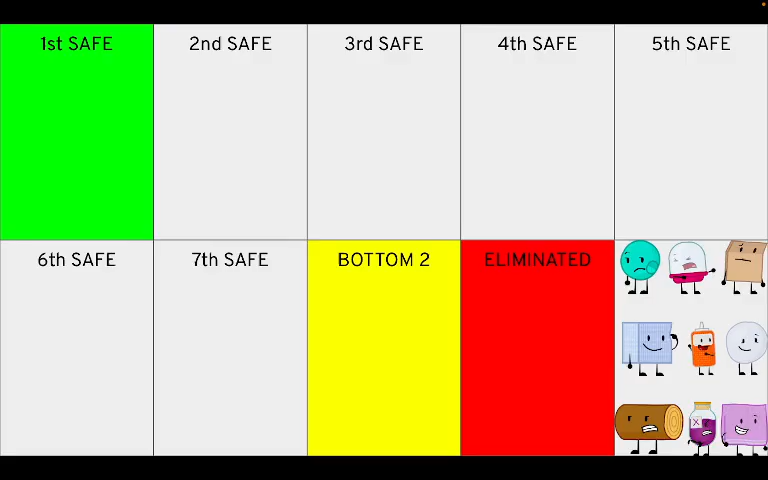 1st SAFE
2nd SAFE
3rd SAFE
4th SAFE
5th SAFE
6th SAFE
7th SAFE
BOTTOM 2
ELIMINATED